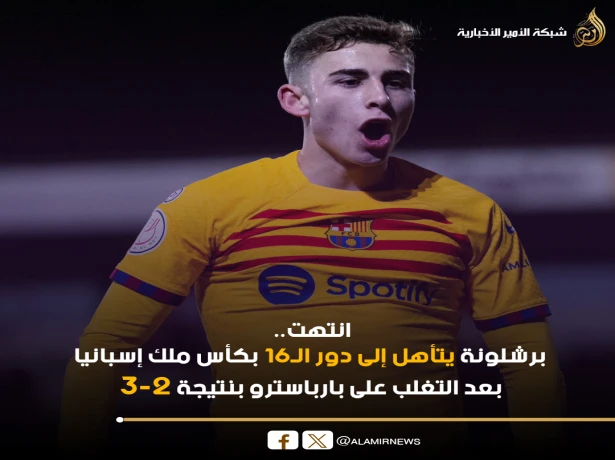 شبكة الأمير الاخبارية
FCB
Spotify
انتهت..
برشلونة يتأهل إلى دور الـ16 بكأس ملك إسبانيا
بعد التغلب على بارباسترو بنتيجة 2-3
@ALAMIRNEWS